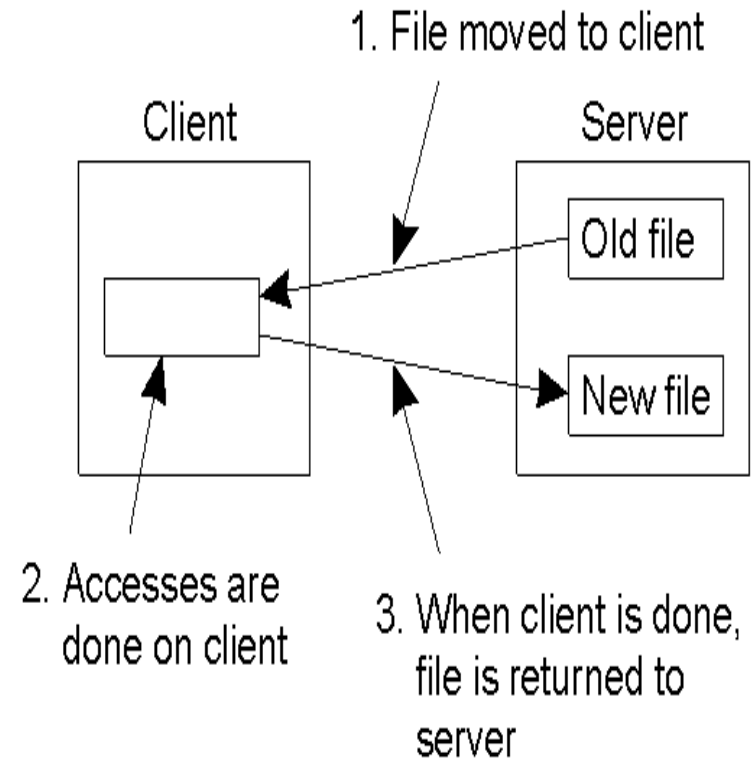 1. File moved to client
Client
Server
Old file
New file
2. Accesses are
done on client
3. When client is done,
file is returned to
server